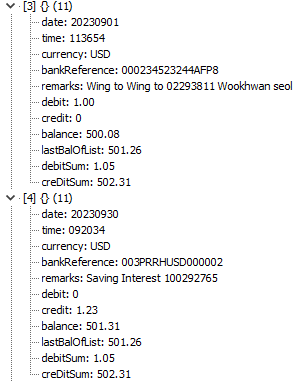 [3] {} (11)
date: 20230901
time: 113654
currency: USD
bankReference: 000234523244AFP8
remarks: Wing to Wing to 02293811 Wookhwan seol
debit: 1.00
credit: 0
balance: 500.08
lastBalOfList: 501.26
debitSum: 1.05
creDitSum: 502.31
[4] {} (11)
date: 20230930
time: 092034
currency: USD
bankReference: 003PRRHUSD000002
remarks: Saving Interest 100292765
debit: 0
credit: 1.23
balance: 501.31
lastBalOfList: 501.26
debitSum: 1.05
creDitSum: 502.31